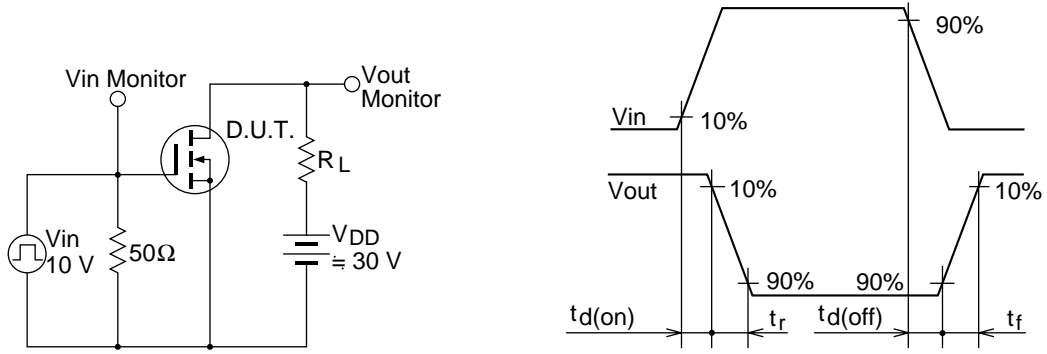 Vin Monitor
Vout
Monitor
D.U.T.
RL
Vin
10 V
50Ω
VDD
≒ 30 V
90%
Vin
10%
Vout
10%
10%
90%
90%
td(on)
tr
td(off)
tf